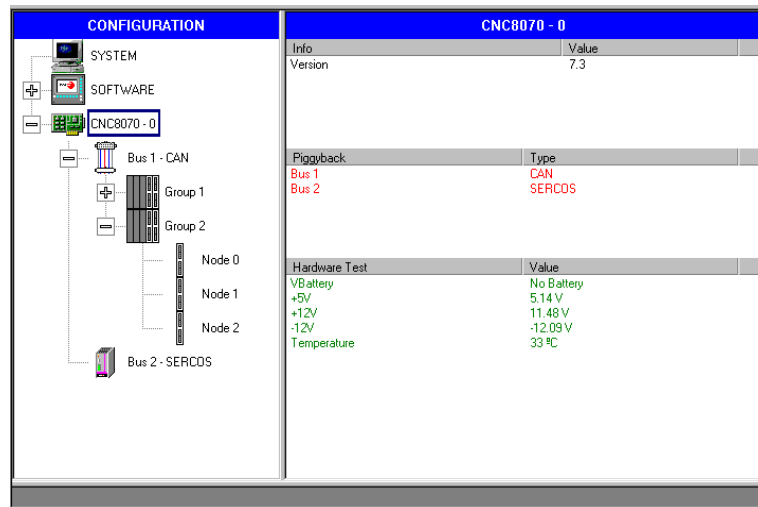 CONFIGURATION
SYSTEM
SOFTWARE
CNC8070 - 0
Bus 1 - CAN
Group 1
Group 2
Node 0
Node 1
Node 2
Bus 2 - SERCOS
CNC8070 - 0
Info Value
Version 7.3
Piggyback Type
Bus 1 CAN
Bus 2 SERCOS
Hardware Test Value
VBattery No Battery
+5V 5.14 V
+12V 11.48 V
-12V -12.09 V
Temperature 33 ºC